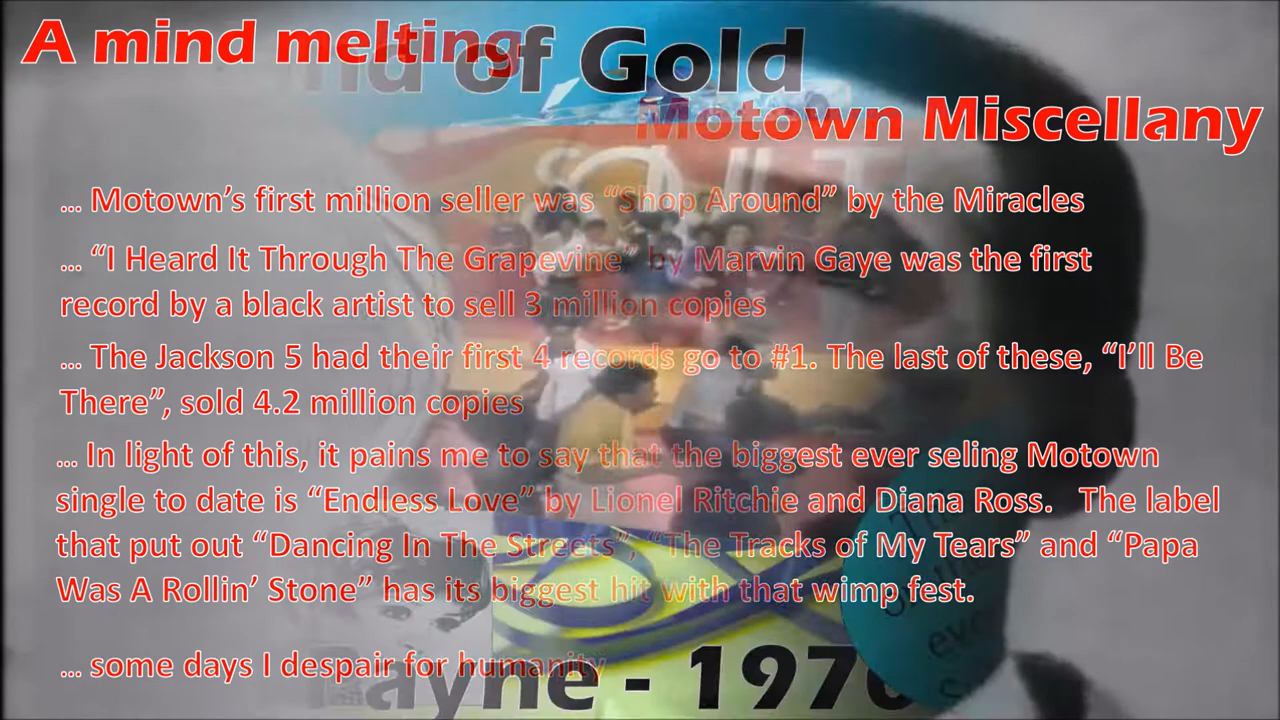 A mind melting
nd of Gold
Motown Miscellany
… Motown’s first million seller was “Shop Around” by the Miracles
… “I Heard It Through The Grapevine” by Marvin Gaye was the first
record by a black artist to sell 3 million copies
… The Jackson 5 had their first 4 records go to #1. The last of these, “I’ll Be
There”, sold 4.2 million copies
… In light of this, it pains me to say that the biggest ever seling Motown
single to date is “Endless Love” by Lionel Ritchie and Diana Ross. The label
that put out “Dancing In The Streets”, “The Tracks of My Tears” and “Papa
Was A Rollin’ Stone” has its biggest hit with that wimp fest.
… some days I despair for humanity
Payne - 1970